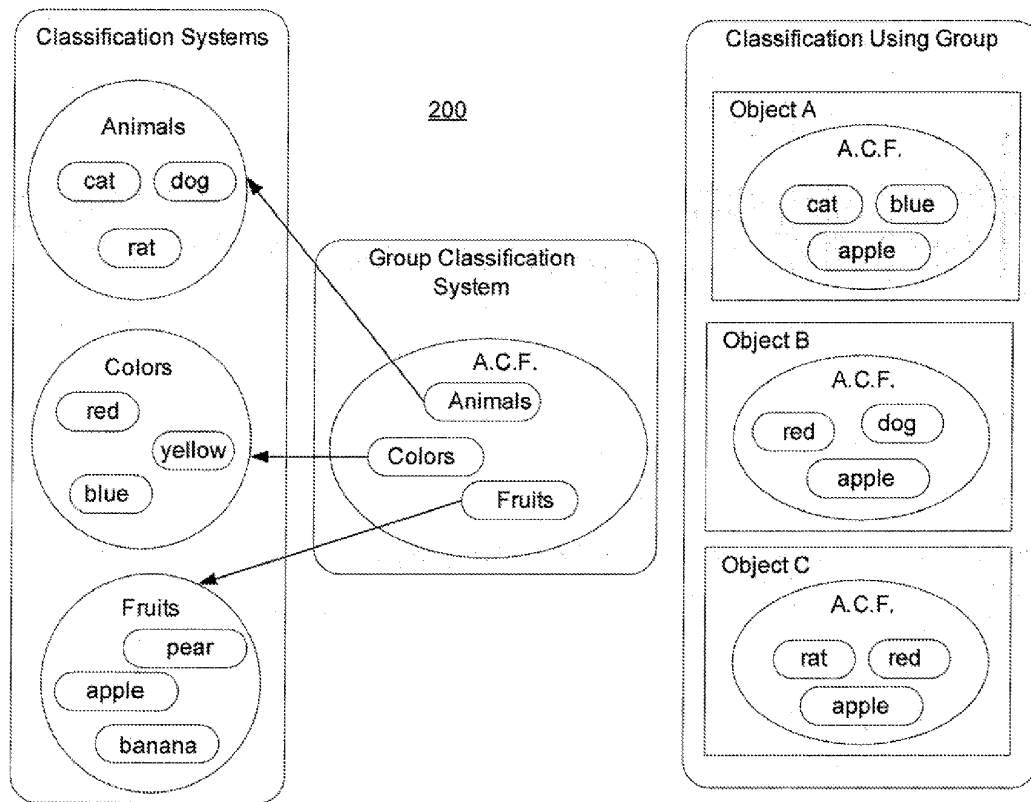 Classification Systems
Animals
cat
dog
rat
Colors
red
yellow
blue
Fruits
pear
apple
banana
200
Group Classification
System
A.C.F.
Animals
Colors
Fruits
Classification Using Group
Object A
A.C.F.
cat
blue
apple
Object B
A.C.F.
red
dog
apple
Object C
A.C.F.
rat
red
apple